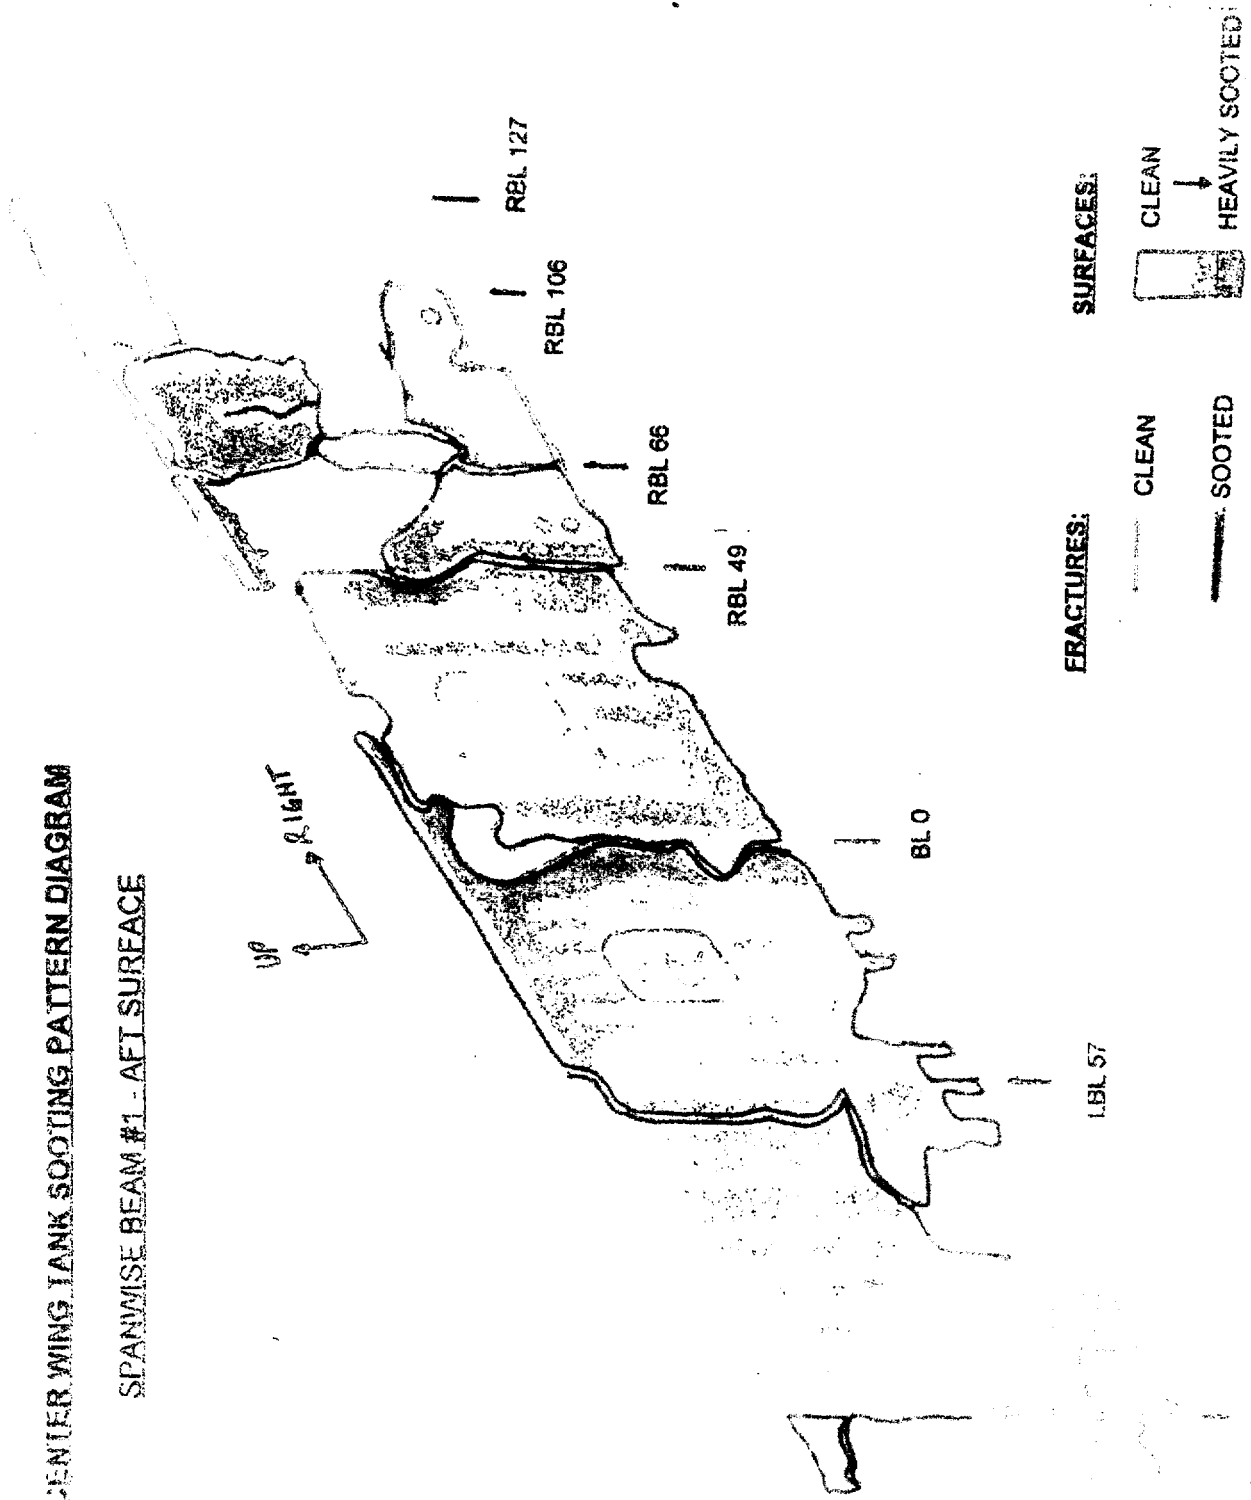 CENTER WING TANK SOOTING PATTERN DIAGRAM
SPANWISE BEAM #1 - AFT SURFACE
UP
RIGHT
LBL 57
BL 0
RBL 49
RBL 66
RBL 106
RBL 127
FRACTURES:
CLEAN
SOOTED
SURFACES:
CLEAN
HEAVILY SOOTED